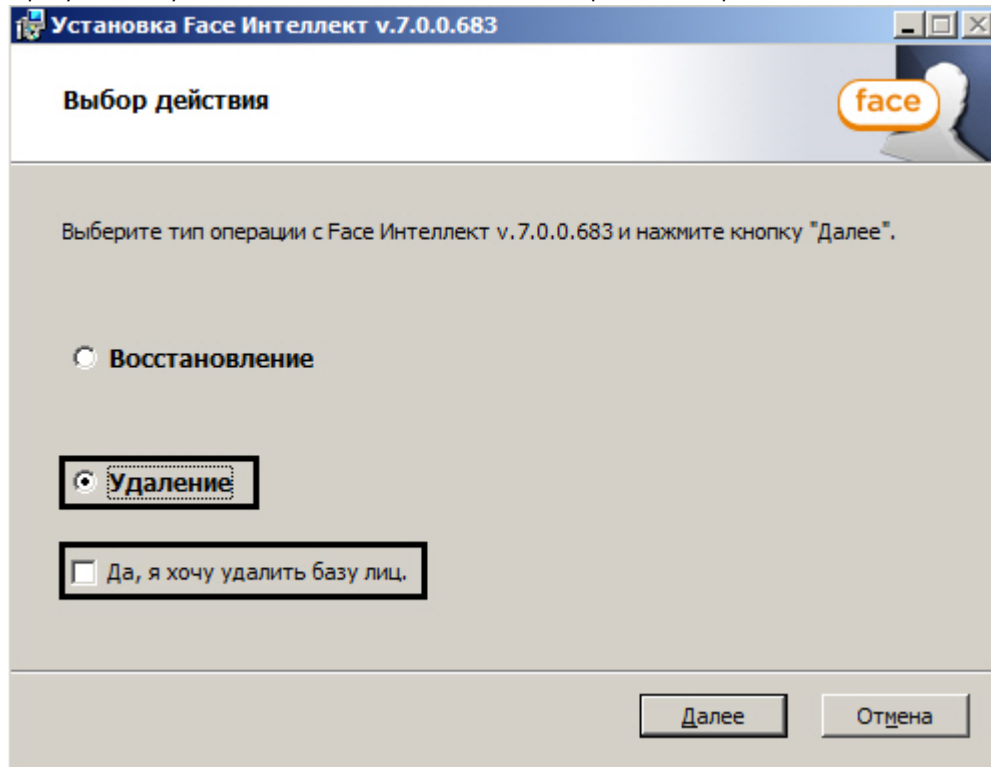 Установка Face Интеллект v.7.0.0.683
Выбор действия
face
Выберите тип операции с Face Интеллект v.7.0.0.683 и нажмите кнопку "Далее".
Восстановление
Удаление
Да, я хочу удалить базу лиц.
Далее
Отмена